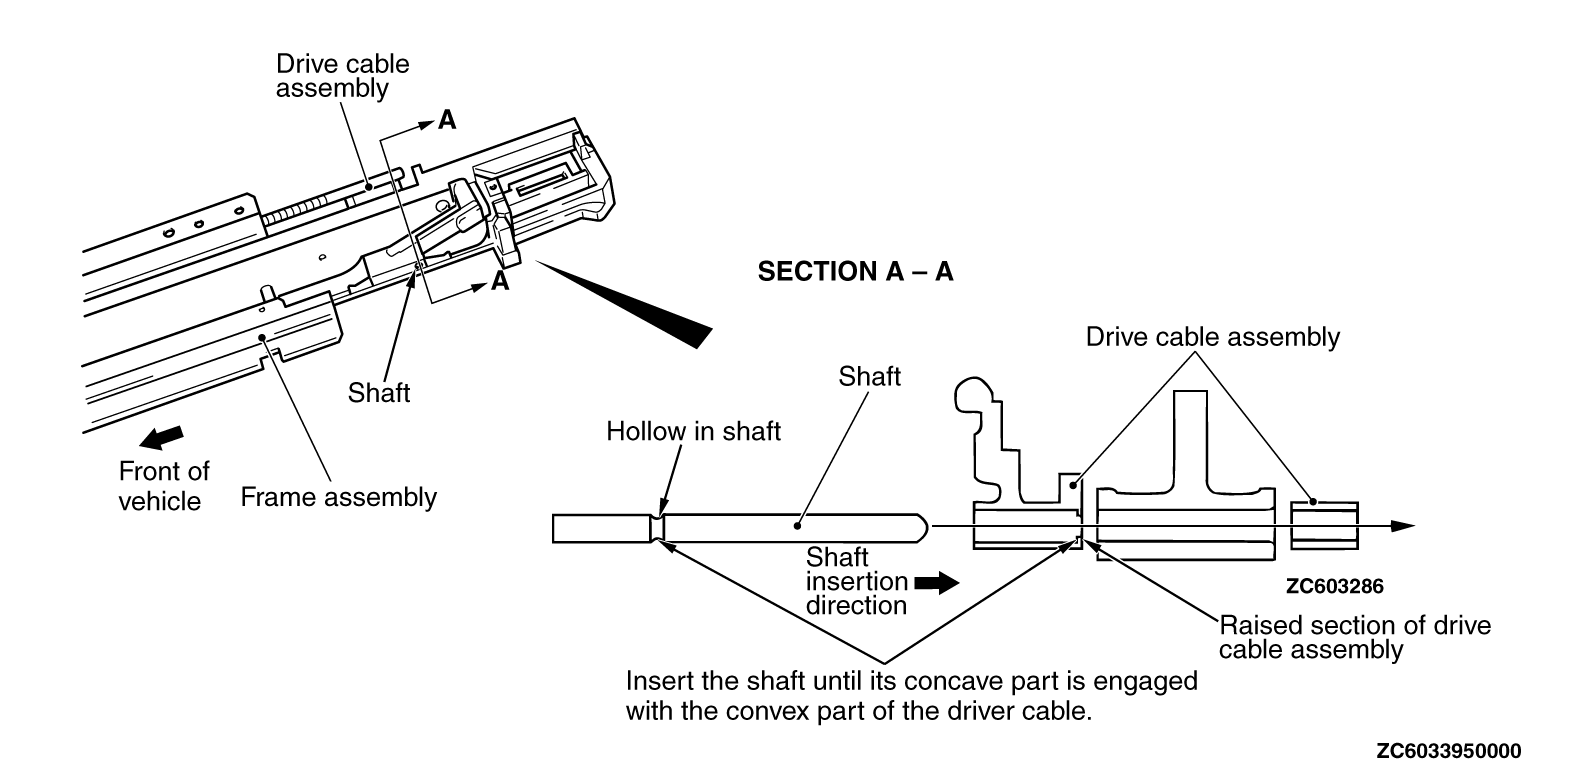 Drive cable
assembly
A
A
Shaft
Front of
vehicle
Frame assembly
SECTION A – A
Drive cable assembly
Shaft
Hollow in shaft
Shaft
insertion
direction
ZC603286
Raised section of drive
cable assembly
Insert the shaft until its concave part is engaged
with the convex part of the driver cable.
ZC6033950000